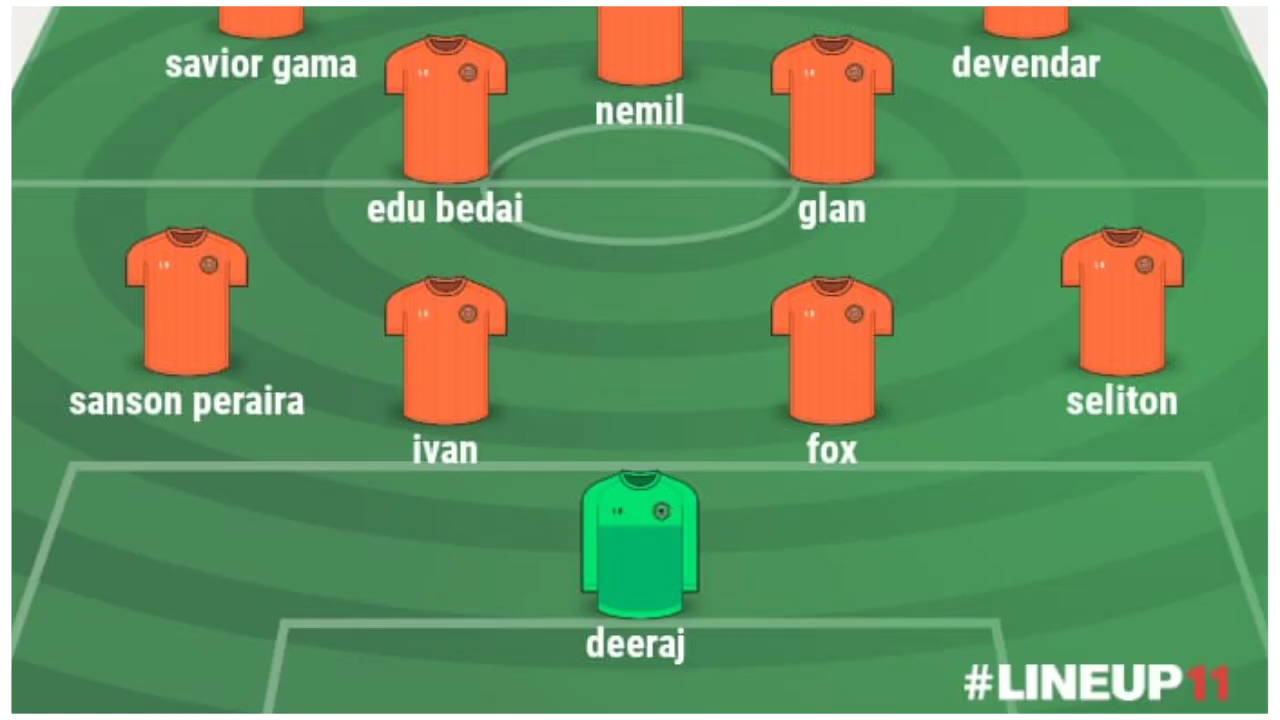 savior gama
devendar
nemil
edu bedai
glan
sanson peraira
seliton
ivan
fox
deeraj
#LINEUP11